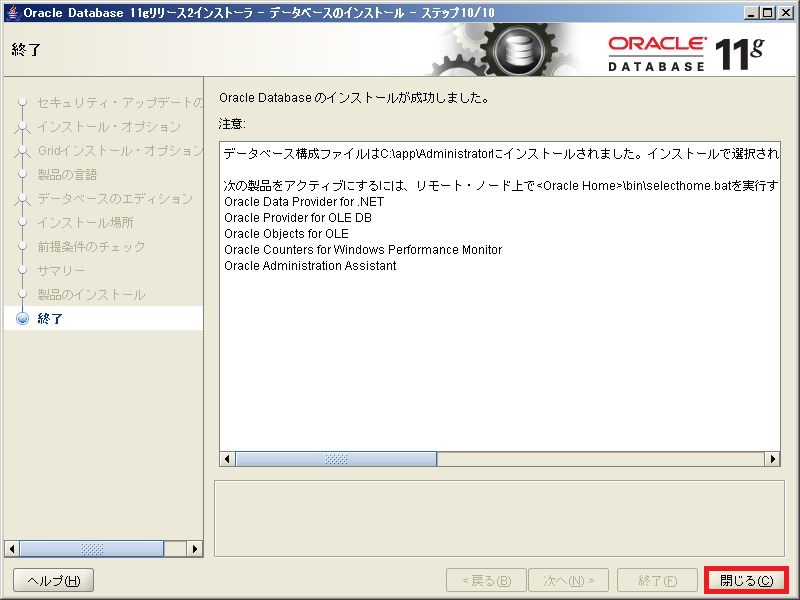 Oracle Database 11gリリース2インストーラ - データベースのインストール - ステップ10/10
終了
ORACLE
DATABASE 11g
セキュリティ・アップデートの
インストール・オプション
Gridインストール・オプション
製品の言語
データベースのエディション
インストール場所
前提条件のチェック
サマリー
製品のインストール
終了
Oracle Database のインストールが成功しました。
注意:
データベース構成ファイルはC:\app\Administratorにインストールされました。インストールで選択され
次の製品をアクティブにするには、リモート・ノード上で<Oracle Home>\bin\selecthome.batを実行す
Oracle Data Provider for .NET
Oracle Provider for OLE DB
Oracle Objects for OLE
Oracle Counters for Windows Performance Monitor
Oracle Administration Assistant
ヘルプ(H)
< 戻る(B)
次へ(N) >
終了(F)
閉じる(C)